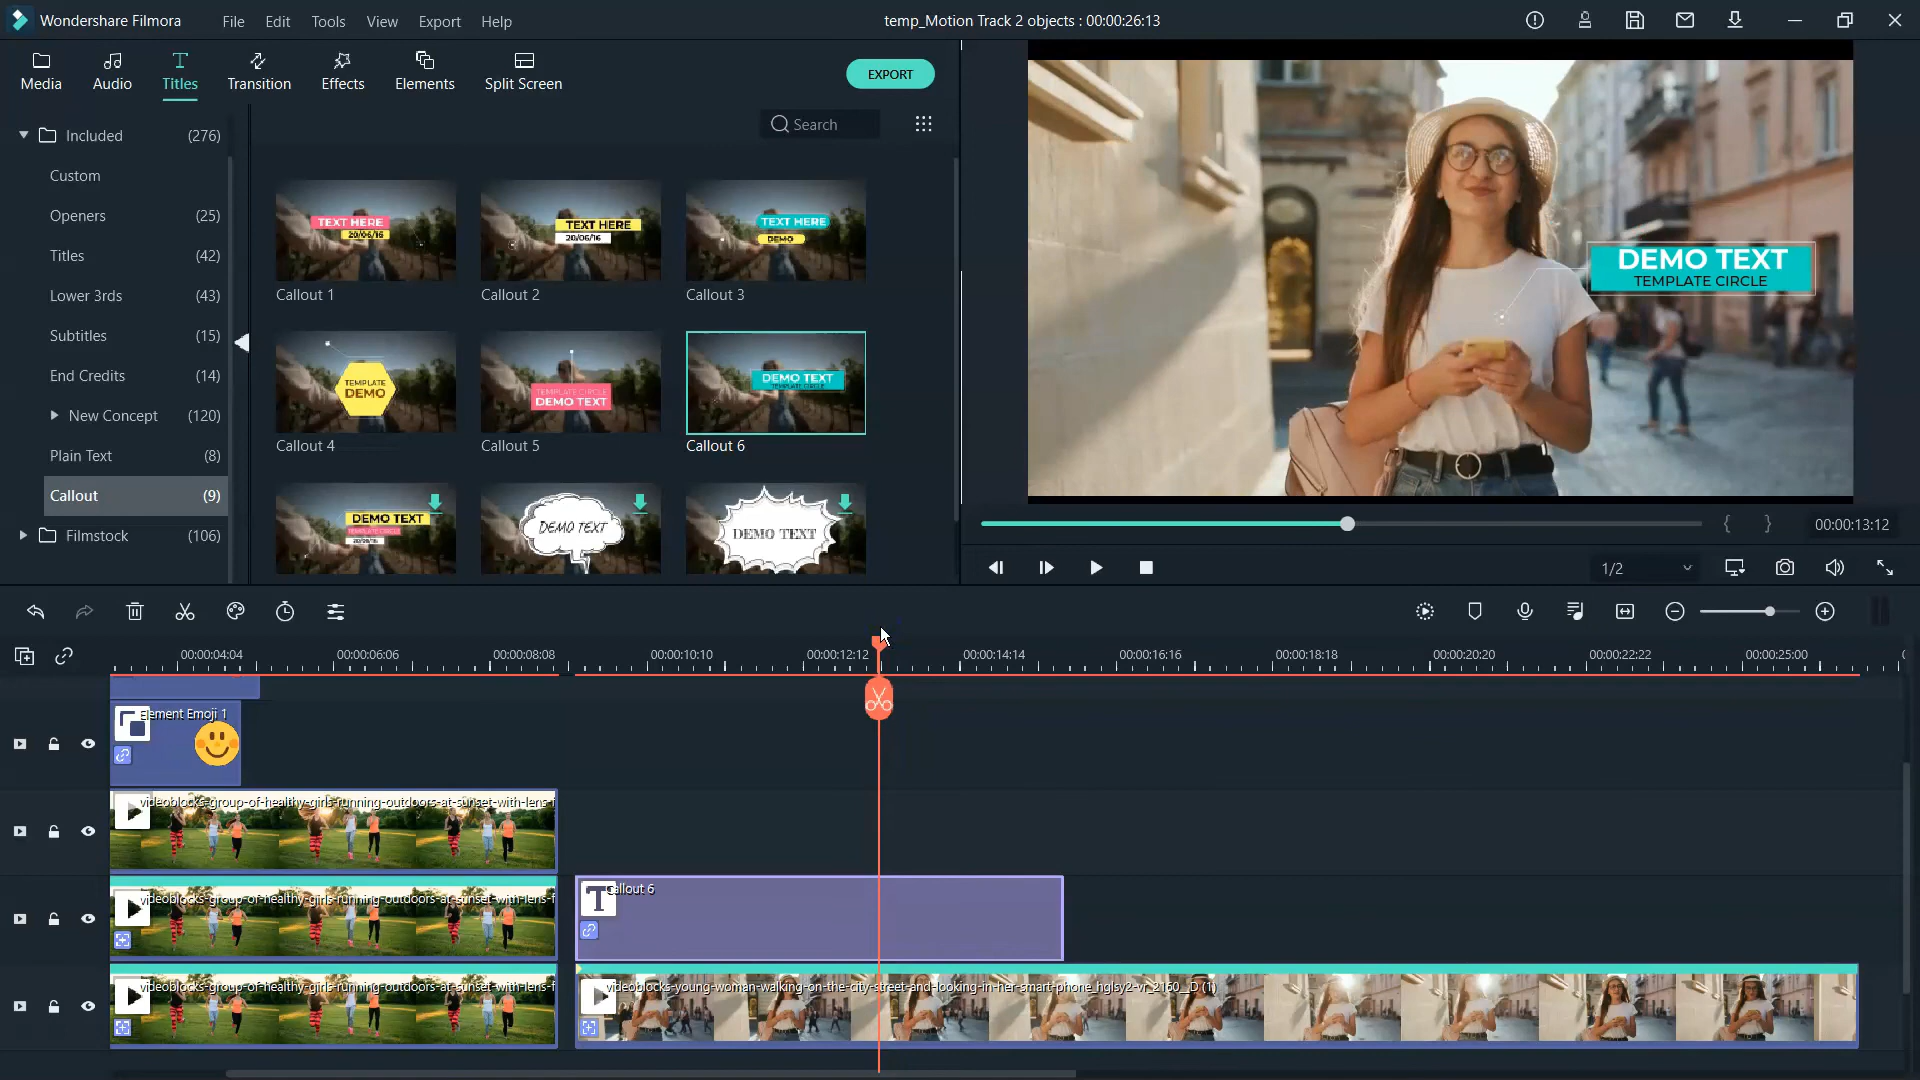 Wondershare Filmora
File Edit Tools View Export Help
temp_Motion Track 2 objects : 00:00:26:13
Media Audio Titles Transition Effects Elements Split Screen
EXPORT
Search
Included (276)
Custom
Openers (25)
Titles (42)
Lower 3rds (43)
Subtitles (15)
End Credits (14)
New Concept (120)
Plain Text (8)
Callout (9)
Filmstock (106)
TEXT HERE
20/06/16
Callout 1
TEXT HERE
20/06/16
Callout 2
TEXT HERE
DEMO
Callout 3
TEMPLATE
DEMO
Callout 4
TEMPLATE CIRCLE
DEMO TEXT
Callout 5
DEMO TEXT
TEMPLATE CIRCLE
Callout 6
DEMO TEXT
20/06/16
DEMO TEXT
DEMO TEXT
DEMO TEXT
TEMPLATE CIRCLE
{ } 00:00:13:12
1/2
00:00:04:04 00:00:06:06 00:00:08:08 00:00:10:10 00:00:12:12 00:00:14:14 00:00:16:16 00:00:18:18 00:00:20:20 00:00:22:22 00:00:25:00
Element Emoji 1
videoblocks-group-of-healthy-girls-running-outdoors-at-sunset-with-lens-f
videoblocks-group-of-healthy-girls-running-outdoors-at-sunset-with-lens-f
Callout 6
videoblocks-group-of-healthy-girls-running-outdoors-at-sunset-with-lens-f
videoblocks-young-woman-walking-on-the-city-street-and-looking-in-her-smart-phone_hglsy2-vr_2160__D (1)